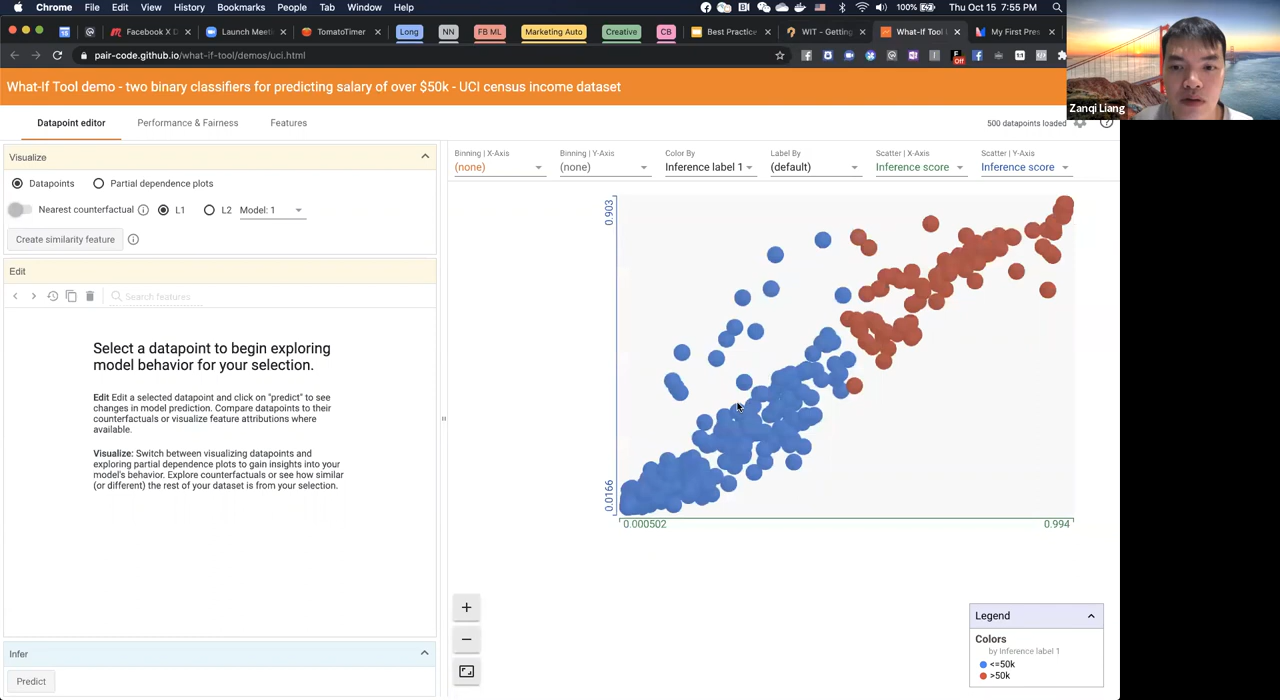 Chrome File Edit View History Bookmarks People Tab Window Help 100% Thu Oct 15 7:55 PM
Facebook X D Launch Meeti TomatoTimer Long NN FB ML Marketing Auto Creative CB Best Practice WIT - Getting What-If Tool My First Pres
pair-code.github.io/what-if-tool/demos/uci.html
What-If Tool demo - two binary classifiers for predicting salary of over $50k - UCI census income dataset
Zanqi Liang
Datapoint editor Performance & Fairness Features 500 datapoints loaded
Visualize
Datapoints Partial dependence plots
Nearest counterfactual L1 L2 Model: 1
Create similarity feature
Binning | X-Axis Binning | Y-Axis Color By Label By Scatter | X-Axis Scatter | Y-Axis
(none) (none) Inference label 1 (default) Inference score Inference score
Edit
Search features
Select a datapoint to begin exploring
model behavior for your selection.
Edit Edit a selected datapoint and click on "predict" to see
changes in model prediction. Compare datapoints to their
counterfactuals or visualize feature attributions where
available.
Visualize: Switch between visualizing datapoints and
exploring partial dependence plots to gain insights into your
model's behavior. Explore counterfactuals or see how similar
(or different) the rest of your dataset is from your selection.
0.903
0.0166
0.000502 0.994
Legend
Colors
by Inference label 1
<=50k
>50k
Infer
Predict